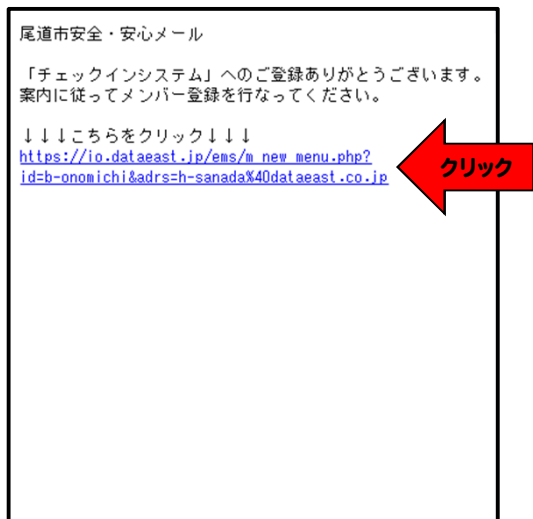 尾道市安全・安心メール
「チェックインシステム」へのご登録ありがとうございます。
案内に従ってメンバー登録を行なってください。
↓↓↓こちらをクリック↓↓↓
https://io.dataeast.jp/ems/m_new_menu.php?
id=b-onomichi&adrs=h-sanada%40dataeast.co.jp
クリック